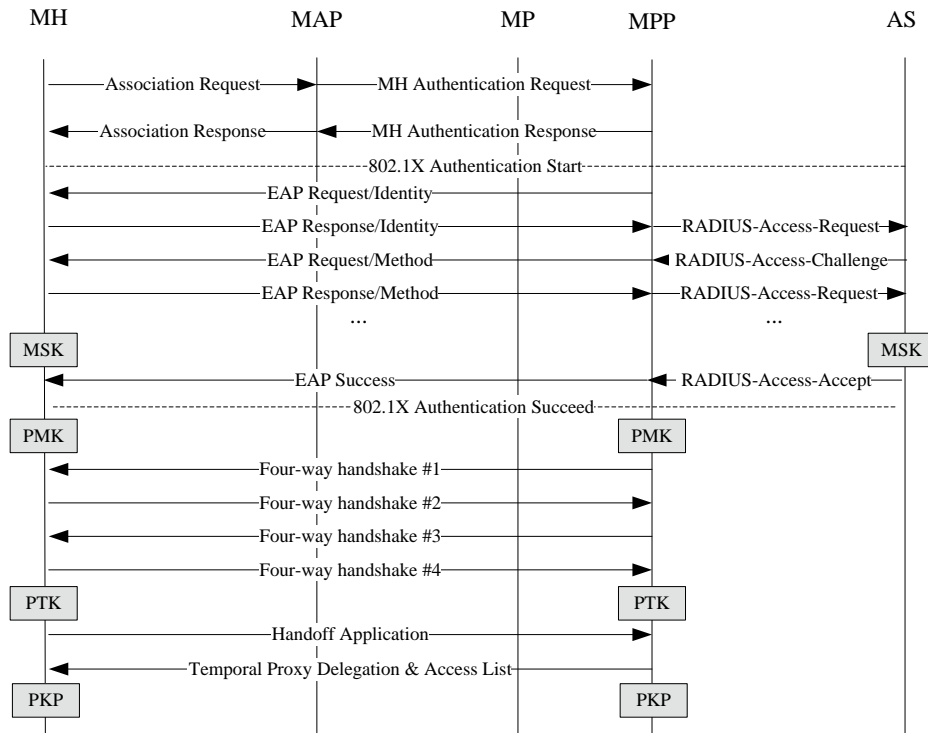 MH MAP MP MPP AS
Association Request MH Authentication Request
Association Response MH Authentication Response
802.1X Authentication Start
EAP Request/Identity
EAP Response/Identity RADIUS-Access-Request
EAP Request/Method RADIUS-Access-Challenge
EAP Response/Method RADIUS-Access-Request
... ...
MSK MSK
EAP Success RADIUS-Access-Accept
802.1X Authentication Succeed
PMK PMK
Four-way handshake #1
Four-way handshake #2
Four-way handshake #3
Four-way handshake #4
PTK PTK
Handoff Application
Temporal Proxy Delegation & Access List
PKP PKP